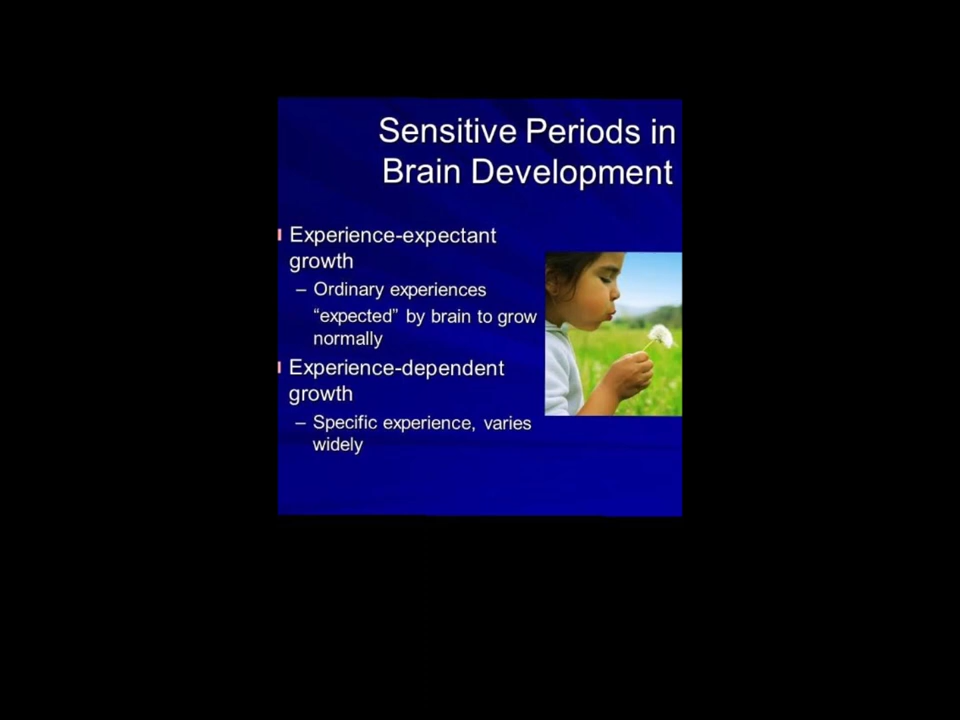 Sensitive Periods in
Brain Development
Experience-expectant
growth
– Ordinary experiences
“expected” by brain to grow
normally
Experience-dependent
growth
– Specific experience, varies
widely